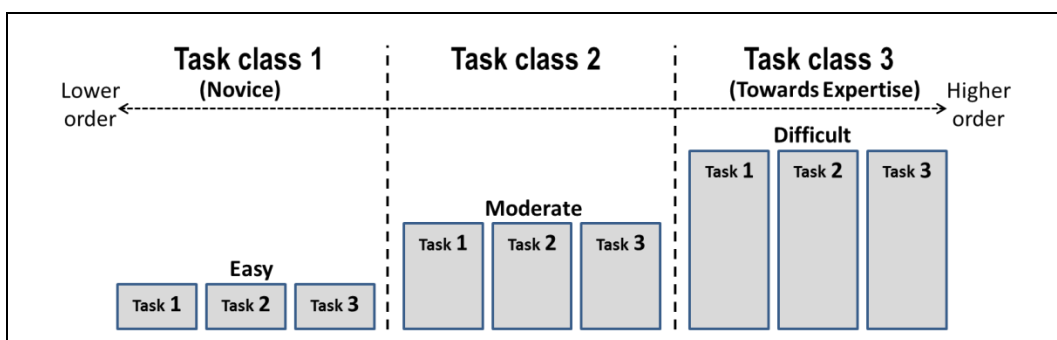 Task class 1
(Novice)
Task class 2
Task class 3
(Towards Expertise)
Lower
order
Higher
order
Difficult
Task 1
Task 2
Task 3
Moderate
Task 1
Task 2
Task 3
Easy
Task 1
Task 2
Task 3